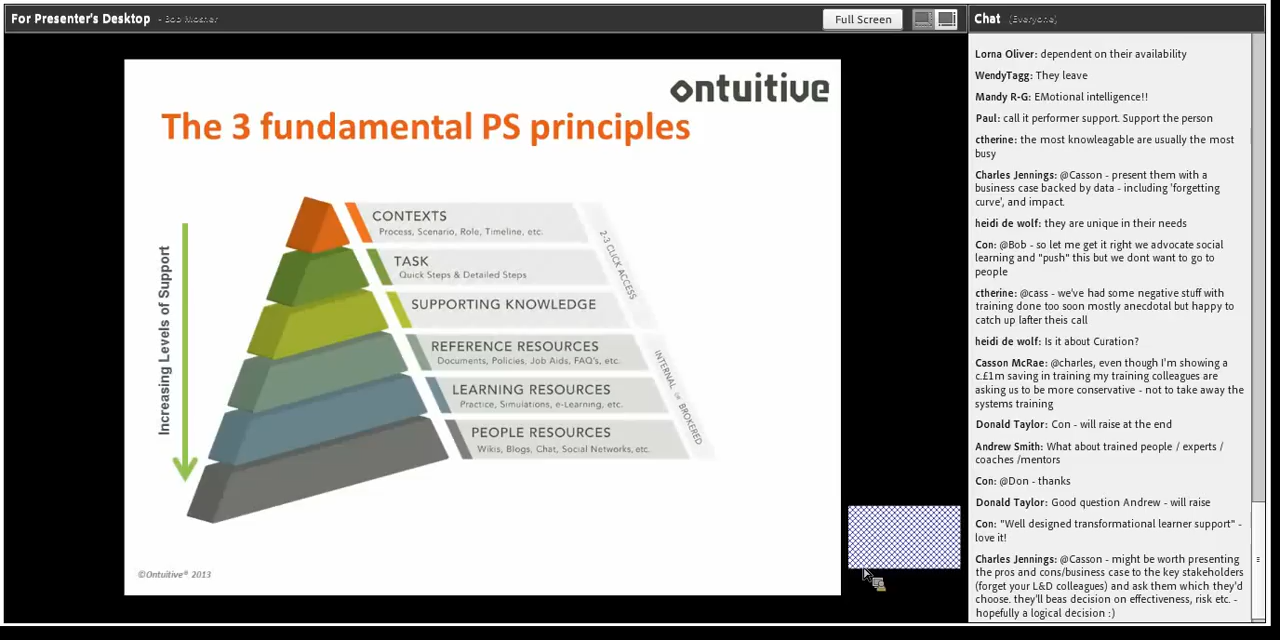 For Presenter's Desktop - Bob Mosher
Full Screen
ontuitive
The 3 fundamental PS principles
Increasing Levels of Support
CONTEXTS
Process, Scenario, Role, Timeline, etc.
TASK
Quick Steps & Detailed Steps
SUPPORTING KNOWLEDGE
REFERENCE RESOURCES
Documents, Policies, Job Aids, FAQ's, etc.
LEARNING RESOURCES
Practice, Simulations, e-Learning, etc.
PEOPLE RESOURCES
Wikis, Blogs, Chat, Social Networks, etc.
2-3 CLICK ACCESS
INTERNAL or BROKERED
©Ontuitive® 2013
Chat (Everyone)
Lorna Oliver: dependent on their availability
WendyTagg: They leave
Mandy R-G: EMotional intelligence!!
Paul: call it performer support. Support the person
ctherine: the most knowleagable are usually the most
busy
Charles Jennings: @Casson - present them with a
business case backed by data - including 'forgetting
curve', and impact.
heidi de wolf: they are unique in their needs
Con: @Bob - so let me get it right we advocate social
learning and "push" this but we dont want to go to
people
ctherine: @cass - we've had some negative stuff with
training done too soon mostly anecdotal but happy to
catch up lafter theis call
heidi de wolf: Is it about Curation?
Casson McRae: @charles, even though I'm showing a
c.£1m saving in training my training colleagues are
asking us to be more conservative - not to take away the
systems training
Donald Taylor: Con - will raise at the end
Andrew Smith: What about trained people / experts /
coaches /mentors
Con: @Don - thanks
Donald Taylor: Good question Andrew - will raise
Con: "Well designed transformational learner support" -
love it!
Charles Jennings: @Casson - might be worth presenting
the pros and cons/business case to the key stakeholders
(forget your L&D colleagues) and ask them which they'd
choose. they'll beas decision on effectiveness, risk etc. -
hopefully a logical decision :)